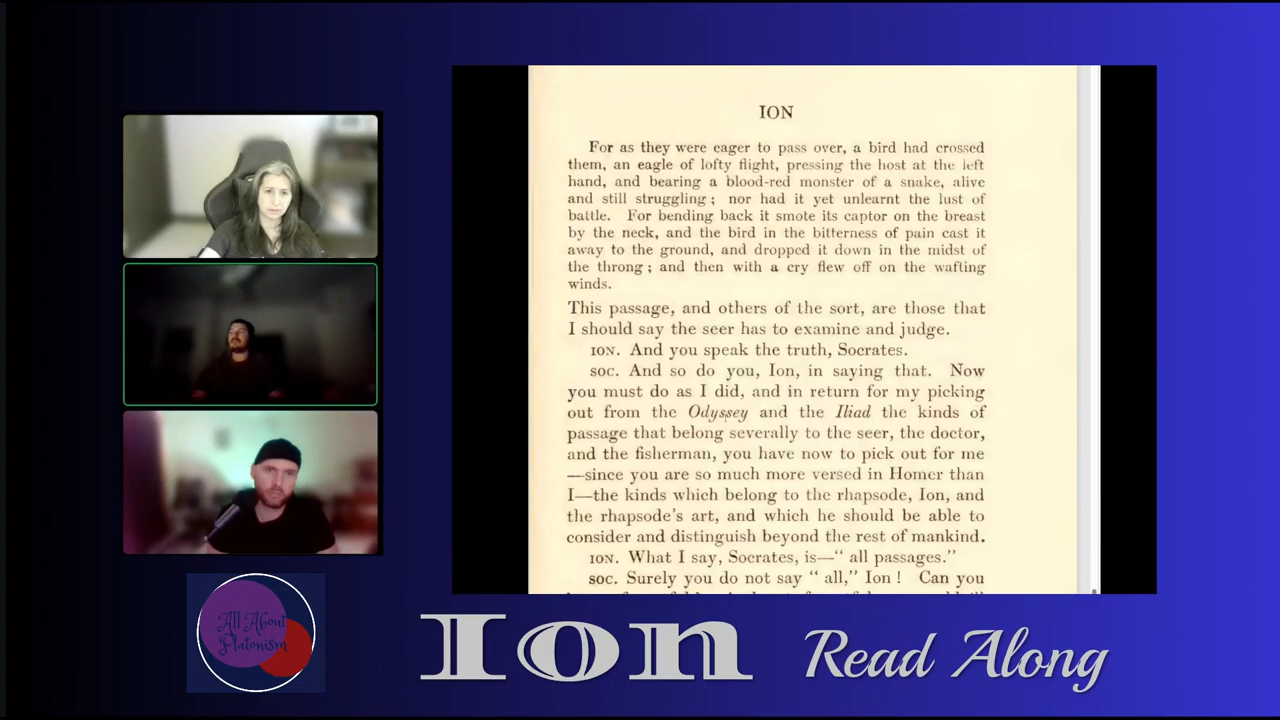 ION
For as they were eager to pass over, a bird had crossed
them, an eagle of lofty flight, pressing the host at the left
hand, and bearing a blood-red monster of a snake, alive
and still struggling ; nor had it yet unlearnt the lust of
battle. For bending back it smote its captor on the breast
by the neck, and the bird in the bitterness of pain cast it
away to the ground, and dropped it down in the midst of
the throng ; and then with a cry flew off on the wafting
winds.
This passage, and others of the sort, are those that
I should say the seer has to examine and judge.
ION. And you speak the truth, Socrates.
SOC. And so do you, Ion, in saying that. Now
you must do as I did, and in return for my picking
out from the Odyssey and the Iliad the kinds of
passage that belong severally to the seer, the doctor,
and the fisherman, you have now to pick out for me
—since you are so much more versed in Homer than
I—the kinds which belong to the rhapsode, Ion, and
the rhapsode's art, and which he should be able to
consider and distinguish beyond the rest of mankind.
ION. What I say, Socrates, is—“ all passages.”
SOC. Surely you do not say “ all,” Ion ! Can you
All About
Platonism
Ion Read Along